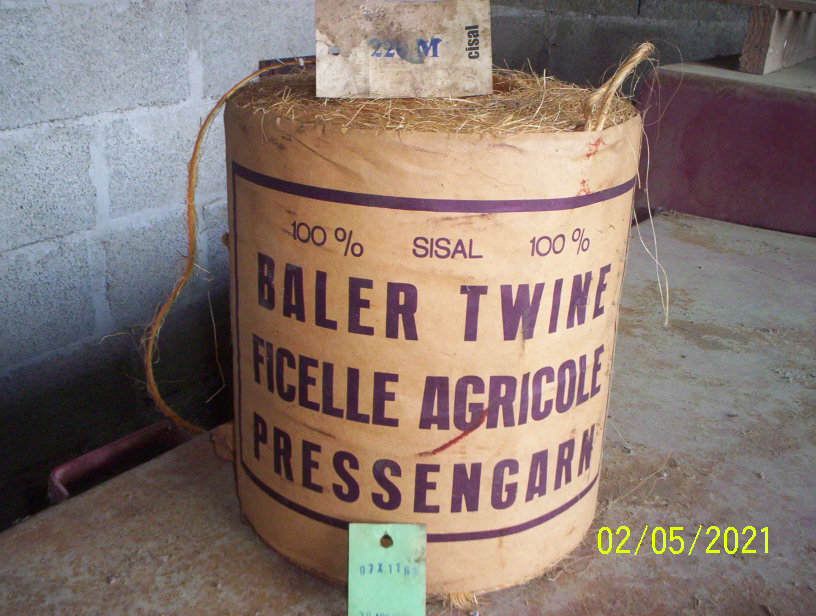 220 M
cisal
100 % SISAL 100 %
BALER TWINE
FICELLE AGRICOLE
PRESSENGARN
02/05/2021